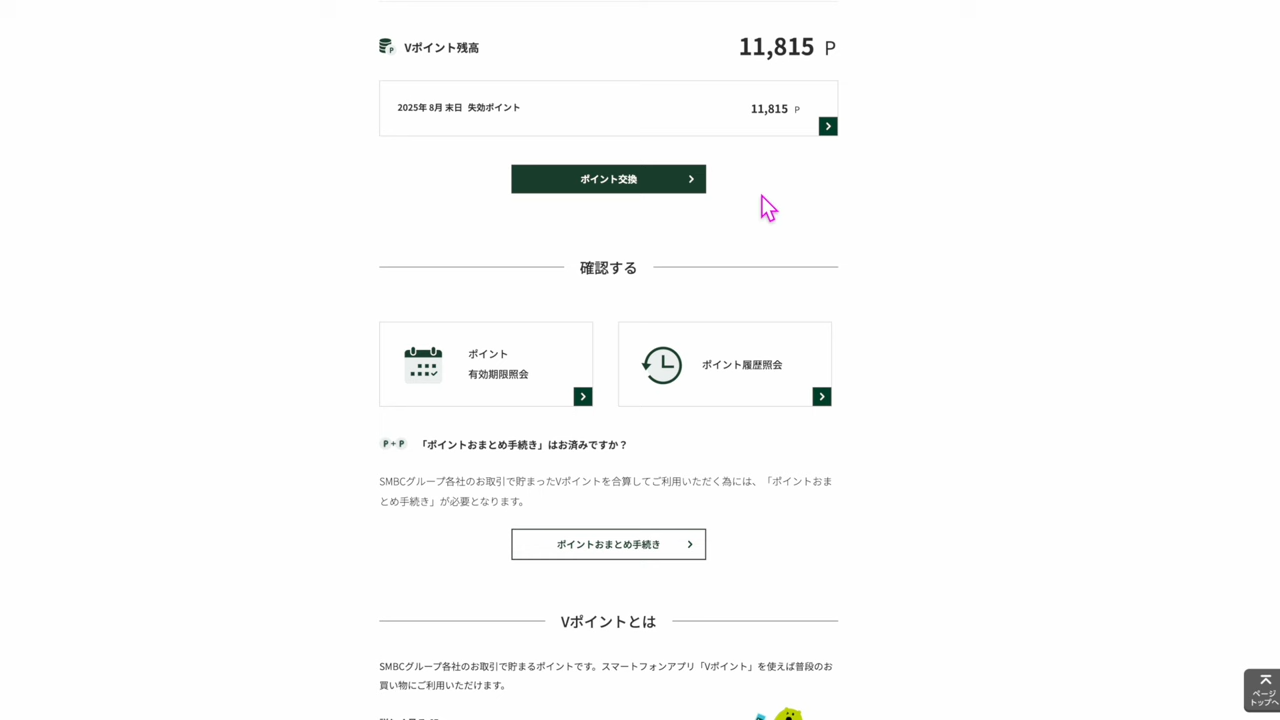 Vポイント残高
11,815 P
2025年 8月 末日 失効ポイント
11,815 P
ポイント交換
確認する
ポイント
有効期限照会
ポイント履歴照会
P + P 「ポイントおまとめ手続き」はお済みですか？
SMBCグループ各社のお取引で貯まったVポイントを合算してご利用いただく為には、「ポイントおま
とめ手続き」が必要となります。
ポイントおまとめ手続き
Vポイントとは
SMBCグループ各社のお取引で貯まるポイントです。スマートフォンアプリ「Vポイント」を使えば普段のお
買い物にご利用いただけます。
ページ
トップへ